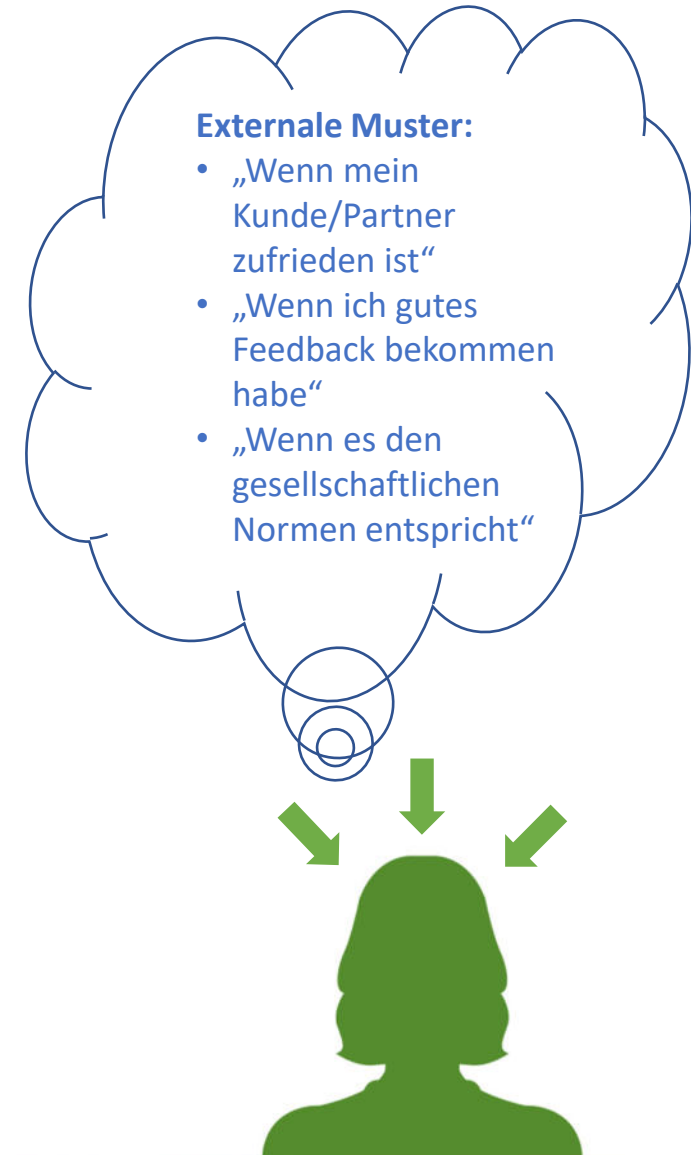 Externale Muster:
• „Wenn mein
Kunde/Partner
zufrieden ist“
• „Wenn ich gutes
Feedback bekommen
habe“
• „Wenn es den
gesellschaftlichen
Normen entspricht“